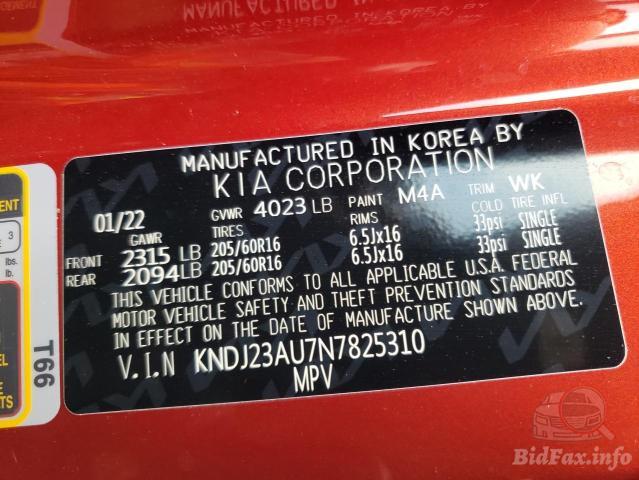 MANUFACTURED IN KOREA BY
KIA CORPORATION
01/22 GVWR 4023 LB PAINT M4A TRIM WK
GAWR RIMS COLD TIRE INFL
FRONT 2315 LB 205/60R16 6.5Jx16 33psi SINGLE
REAR 2094LB 205/60R16 6.5Jx16 33psi SINGLE
THIS VEHICLE CONFORMS TO ALL APPLICABLE U.S.A. FEDERAL
MOTOR VEHICLE SAFETY AND THEFT PREVENTION STANDARDS
IN EFFECT ON THE DATE OF MANUFACTURE SHOWN ABOVE.
V.I.N KNDJ23AU7N7825310
MPV
3
lbs.
lb.
T66
BidFax.info